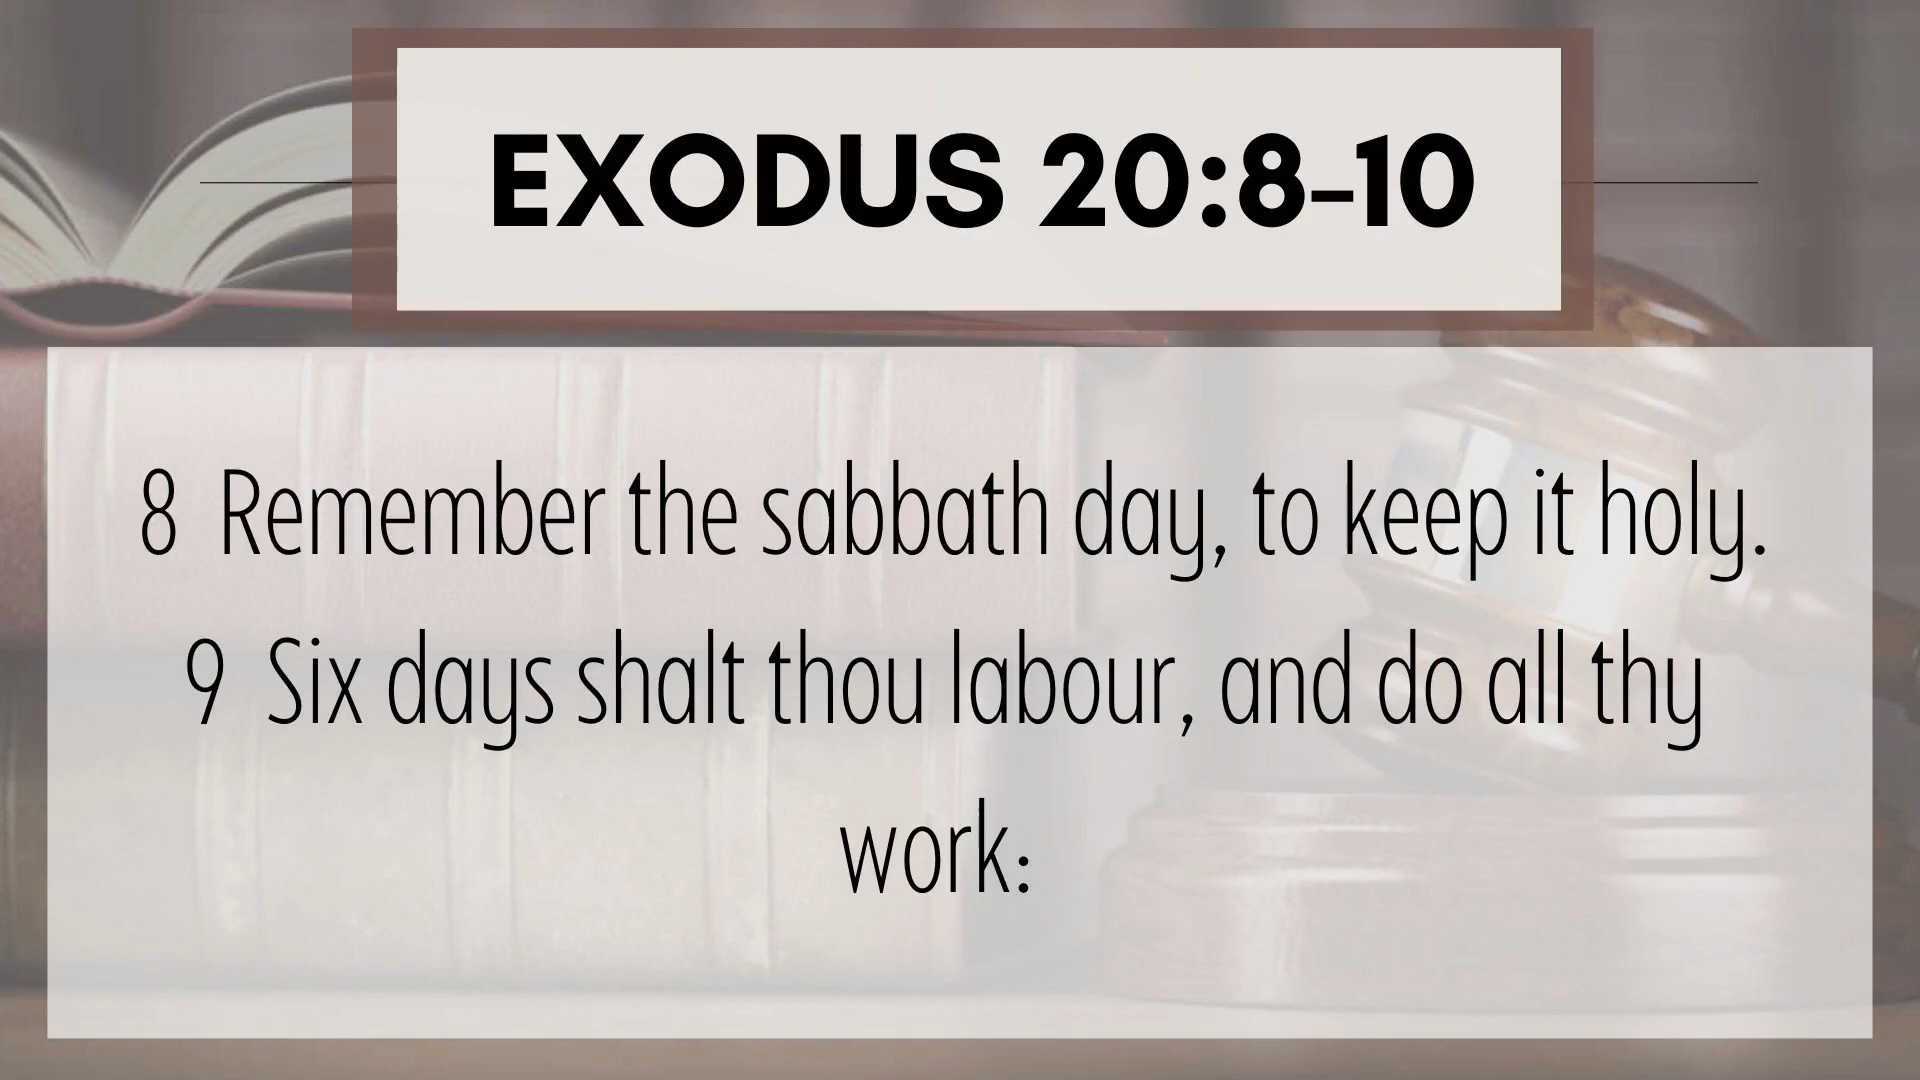 EXODUS 20:8-10
8 Remember the sabbath day, to keep it holy.
9 Six days shalt thou labour, and do all thy
work: